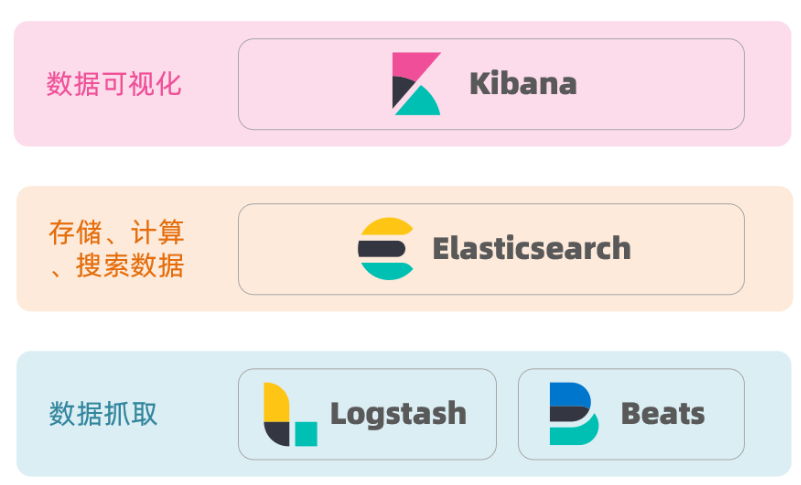 数据可视化
Kibana
存储、计算
、搜索数据
Elasticsearch
数据抓取
Logstash
Beats